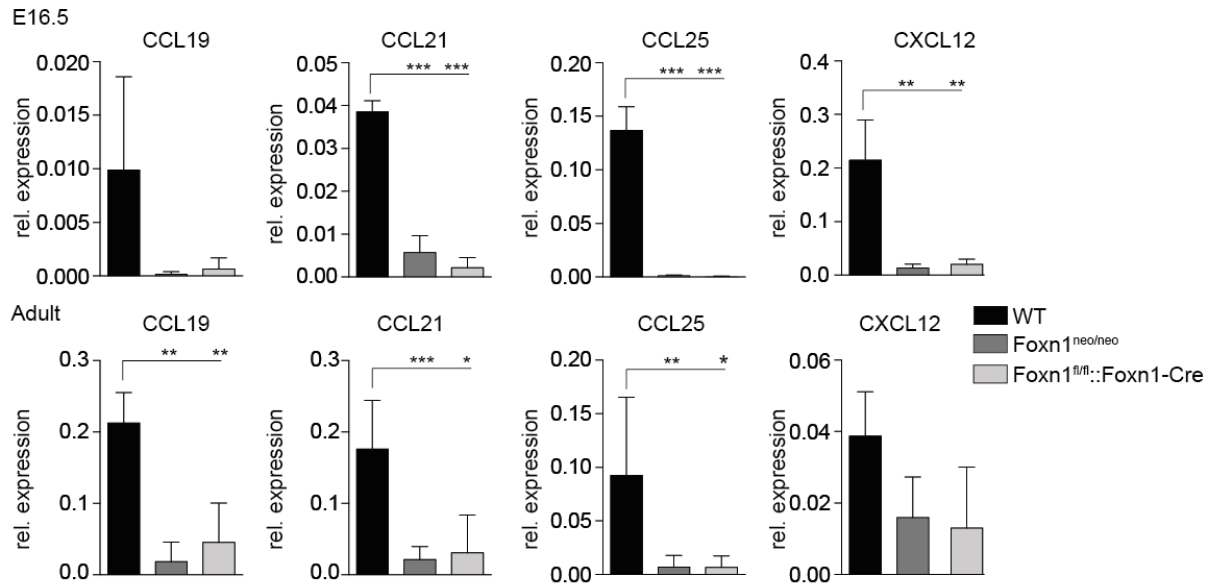 E16.5
CCL19
rel. expression
0.020
0.015
0.010
0.005
0.000
CCL21
*** ***
rel. expression
0.05
0.04
0.03
0.02
0.01
0.00
CCL25
*** ***
rel. expression
0.20
0.15
0.10
0.05
0.00
CXCL12
** **
rel. expression
0.4
0.3
0.2
0.1
0.0
Adult
CCL19
** **
rel. expression
0.3
0.2
0.1
0.0
CCL21
*** *
rel. expression
0.3
0.2
0.1
0.0
CCL25
** *
rel. expression
0.20
0.15
0.10
0.05
0.00
CXCL12
rel. expression
0.06
0.04
0.02
0.00
WT
Foxn1neo/neo
Foxn1fl/fl::Foxn1-Cre